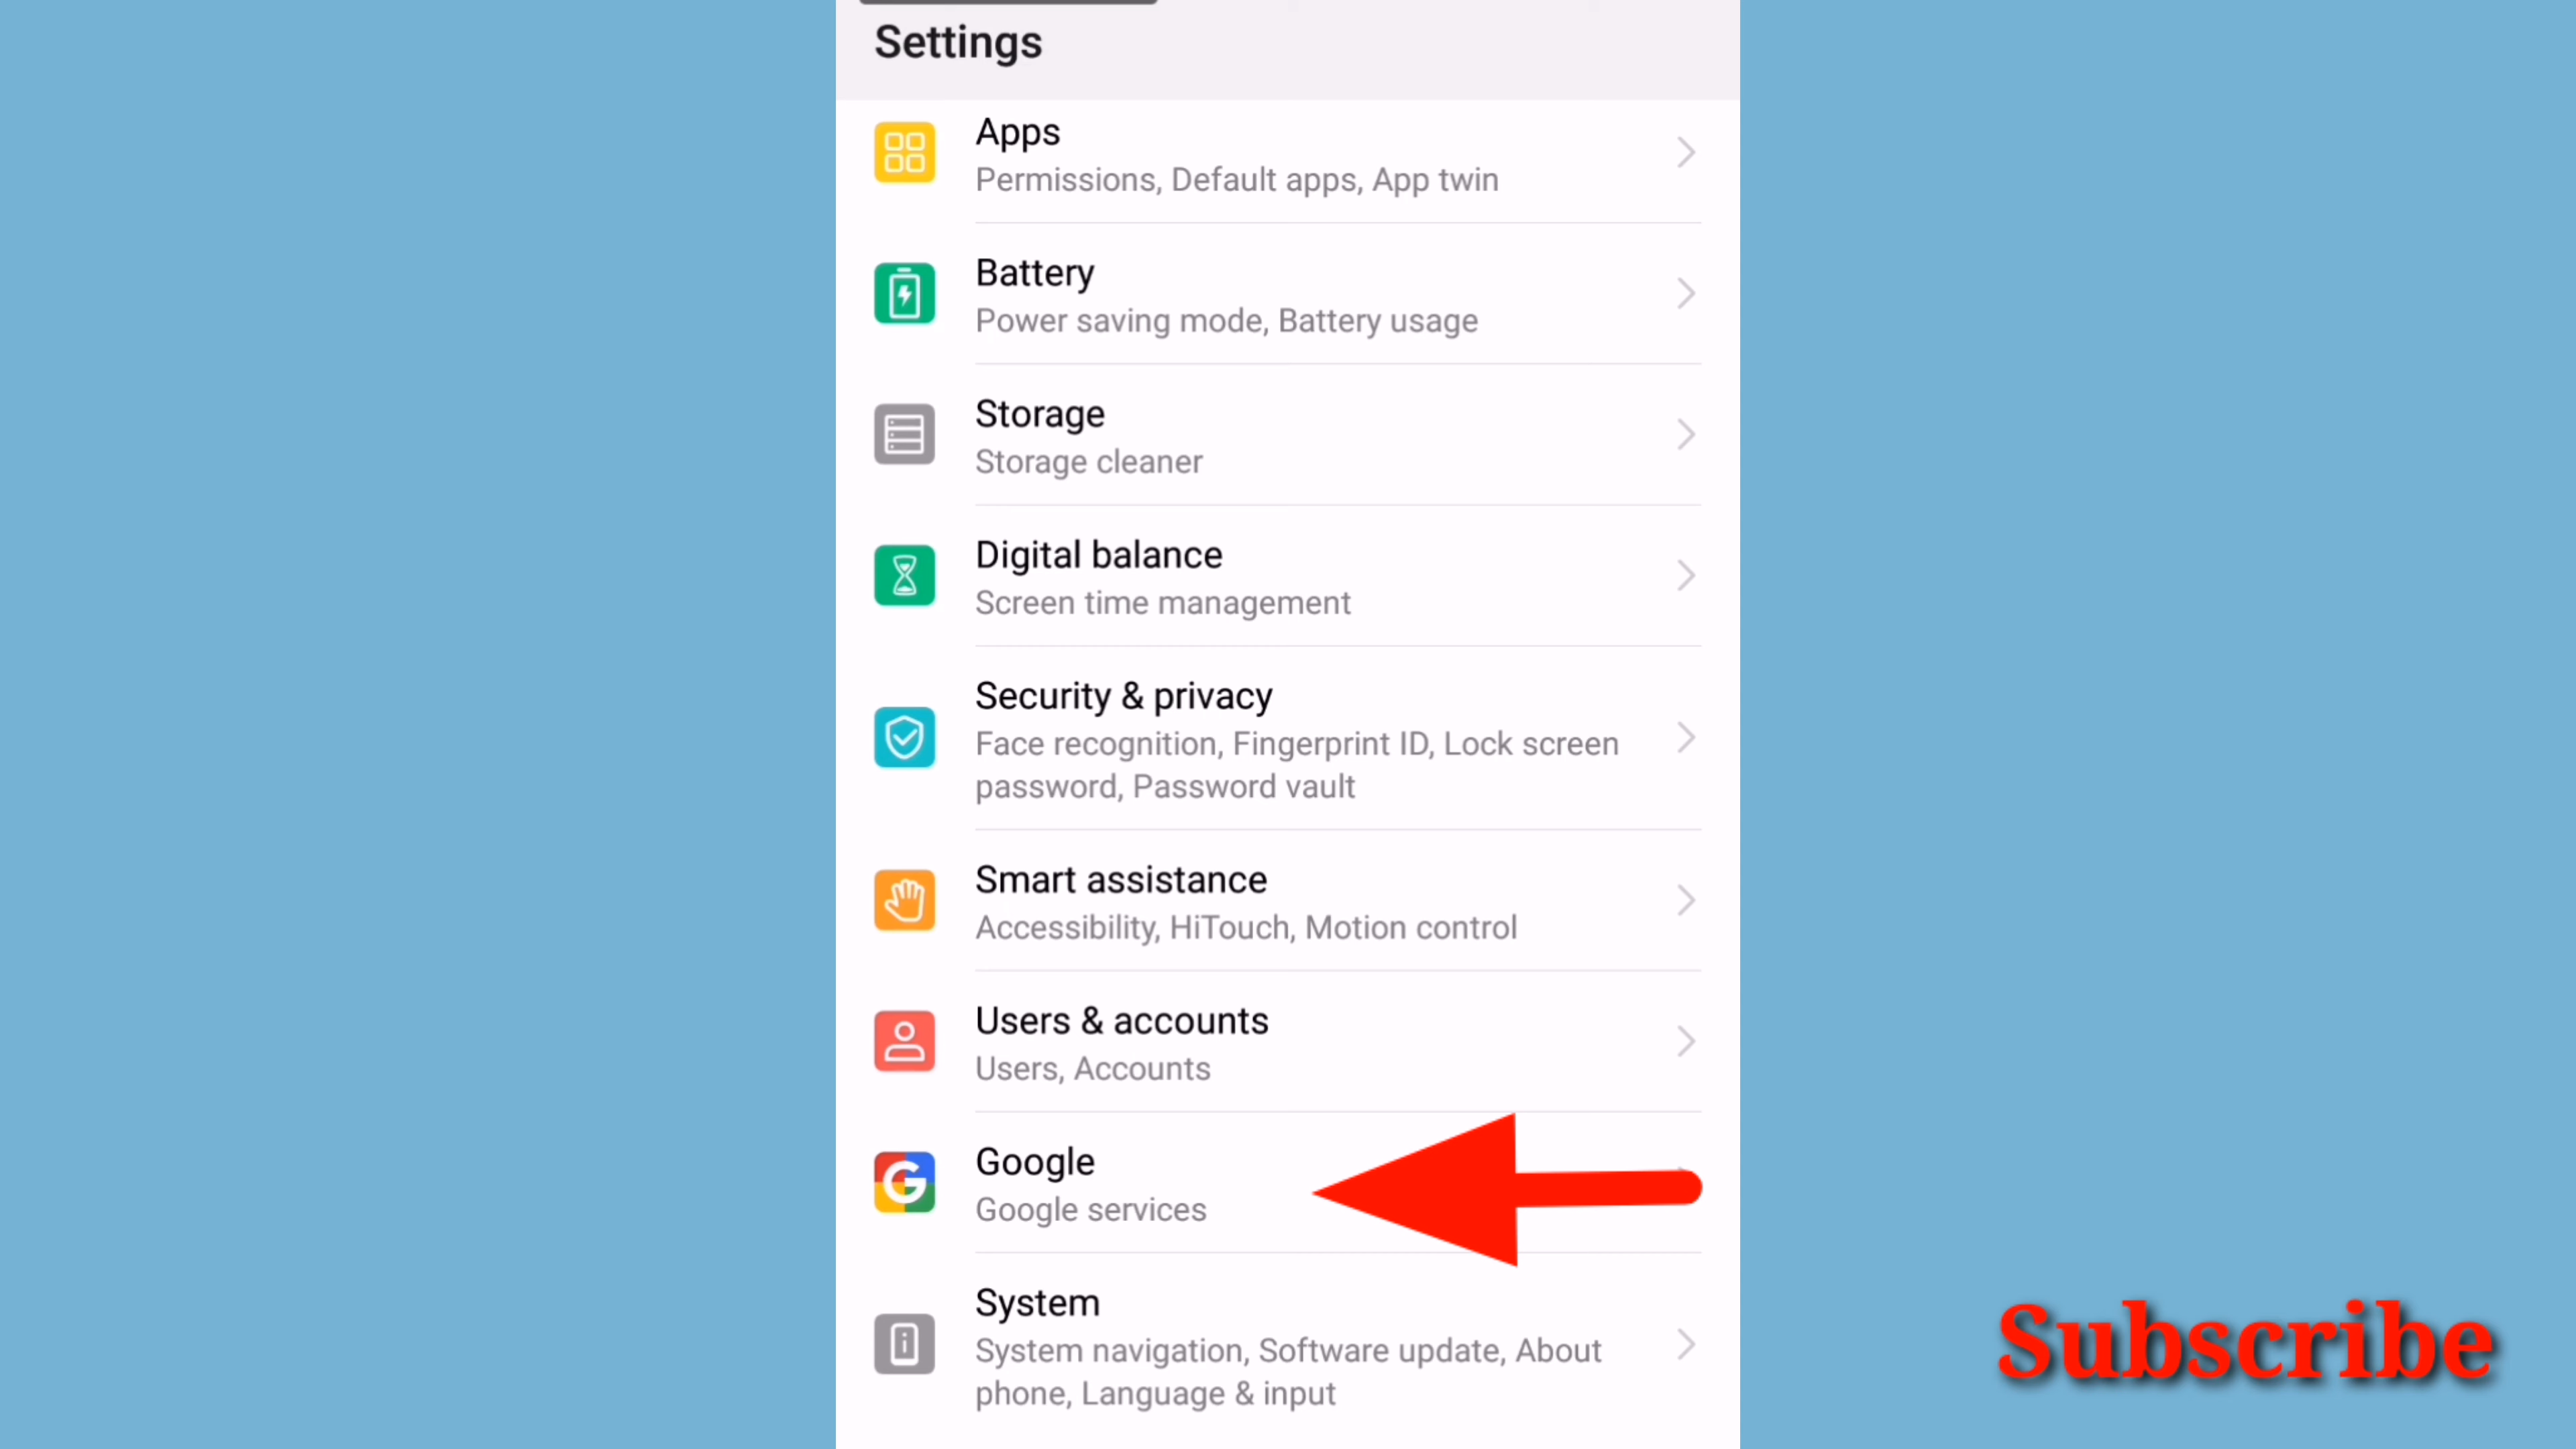 Settings
Apps
Permissions, Default apps, App twin
Battery
Power saving mode, Battery usage
Storage
Storage cleaner
Digital balance
Screen time management
Security & privacy
Face recognition, Fingerprint ID, Lock screen
password, Password vault
Smart assistance
Accessibility, HiTouch, Motion control
Users & accounts
Users, Accounts
Google
Google services
System
System navigation, Software update, About
phone, Language & input
Subscribe